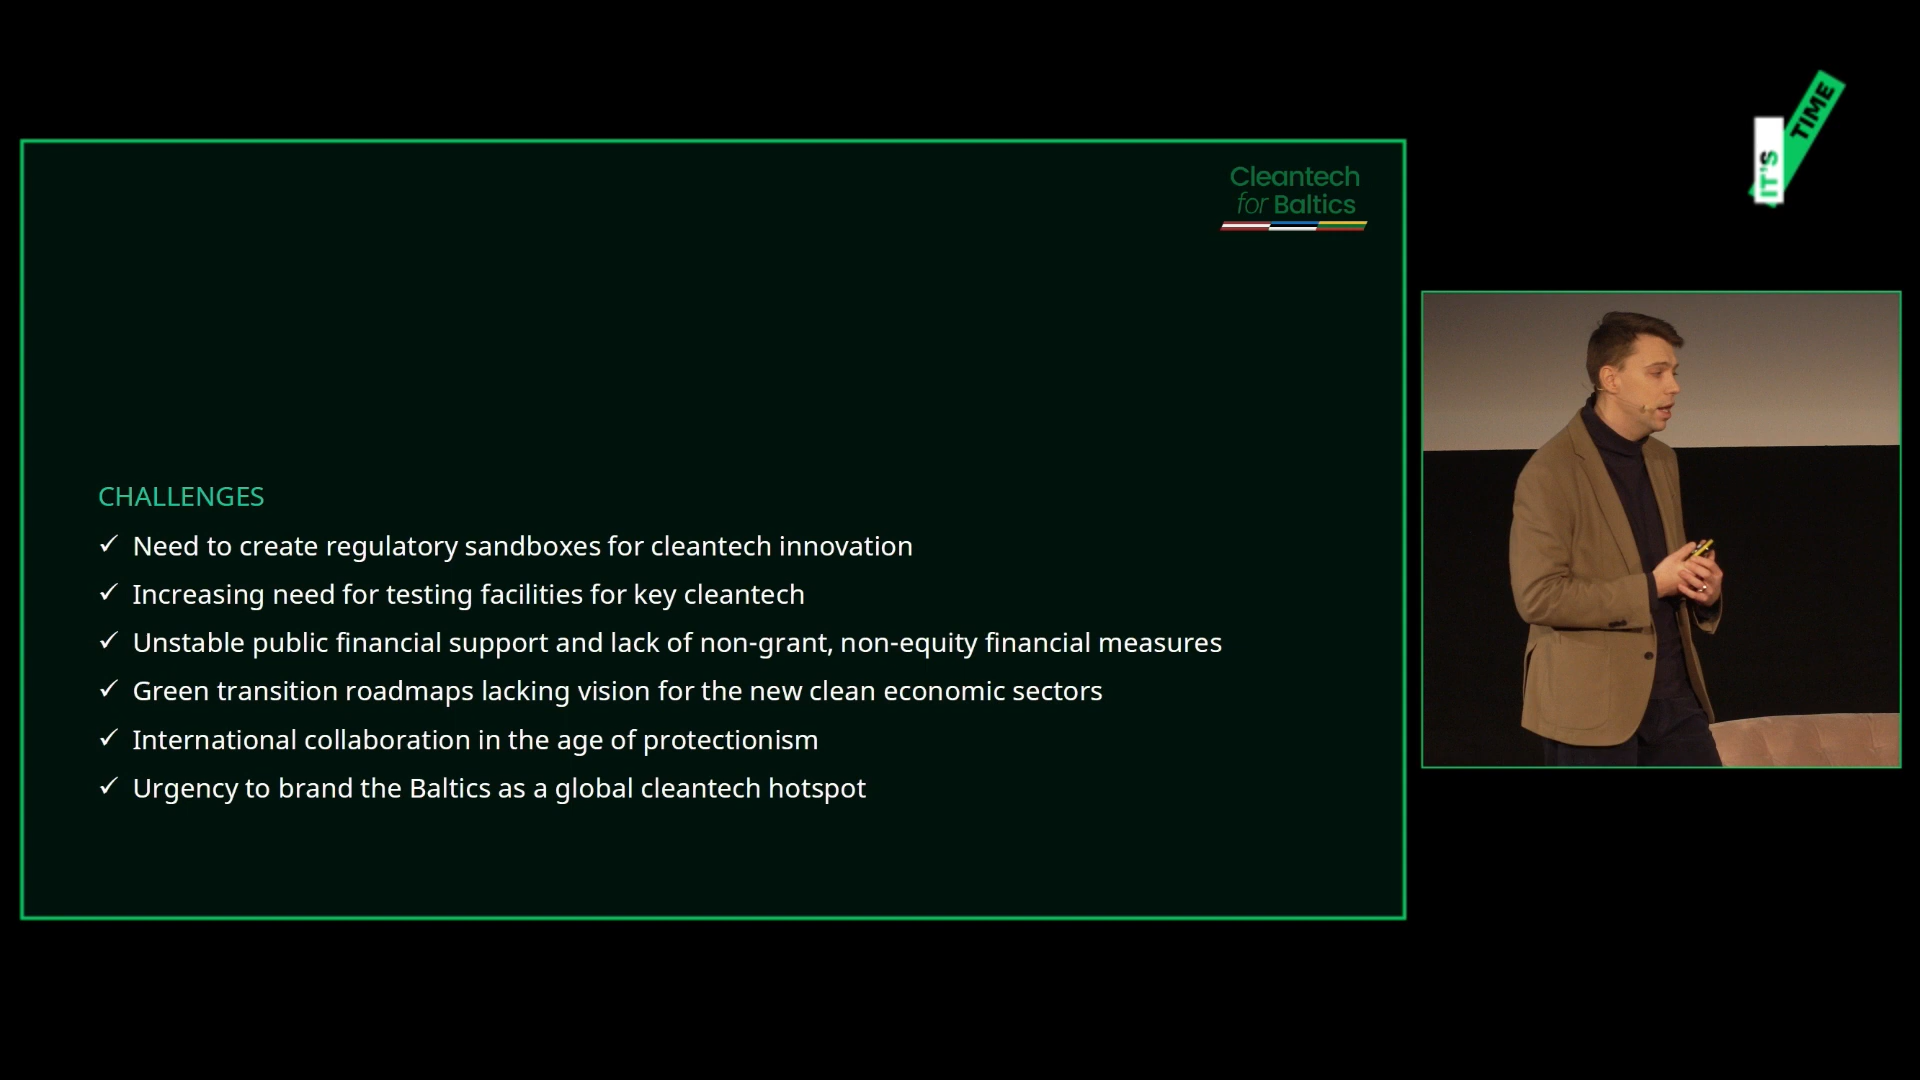 IT'S TIME
Cleantech
for Baltics
CHALLENGES
✓ Need to create regulatory sandboxes for cleantech innovation
✓ Increasing need for testing facilities for key cleantech
✓ Unstable public financial support and lack of non-grant, non-equity financial measures
✓ Green transition roadmaps lacking vision for the new clean economic sectors
✓ International collaboration in the age of protectionism
✓ Urgency to brand the Baltics as a global cleantech hotspot